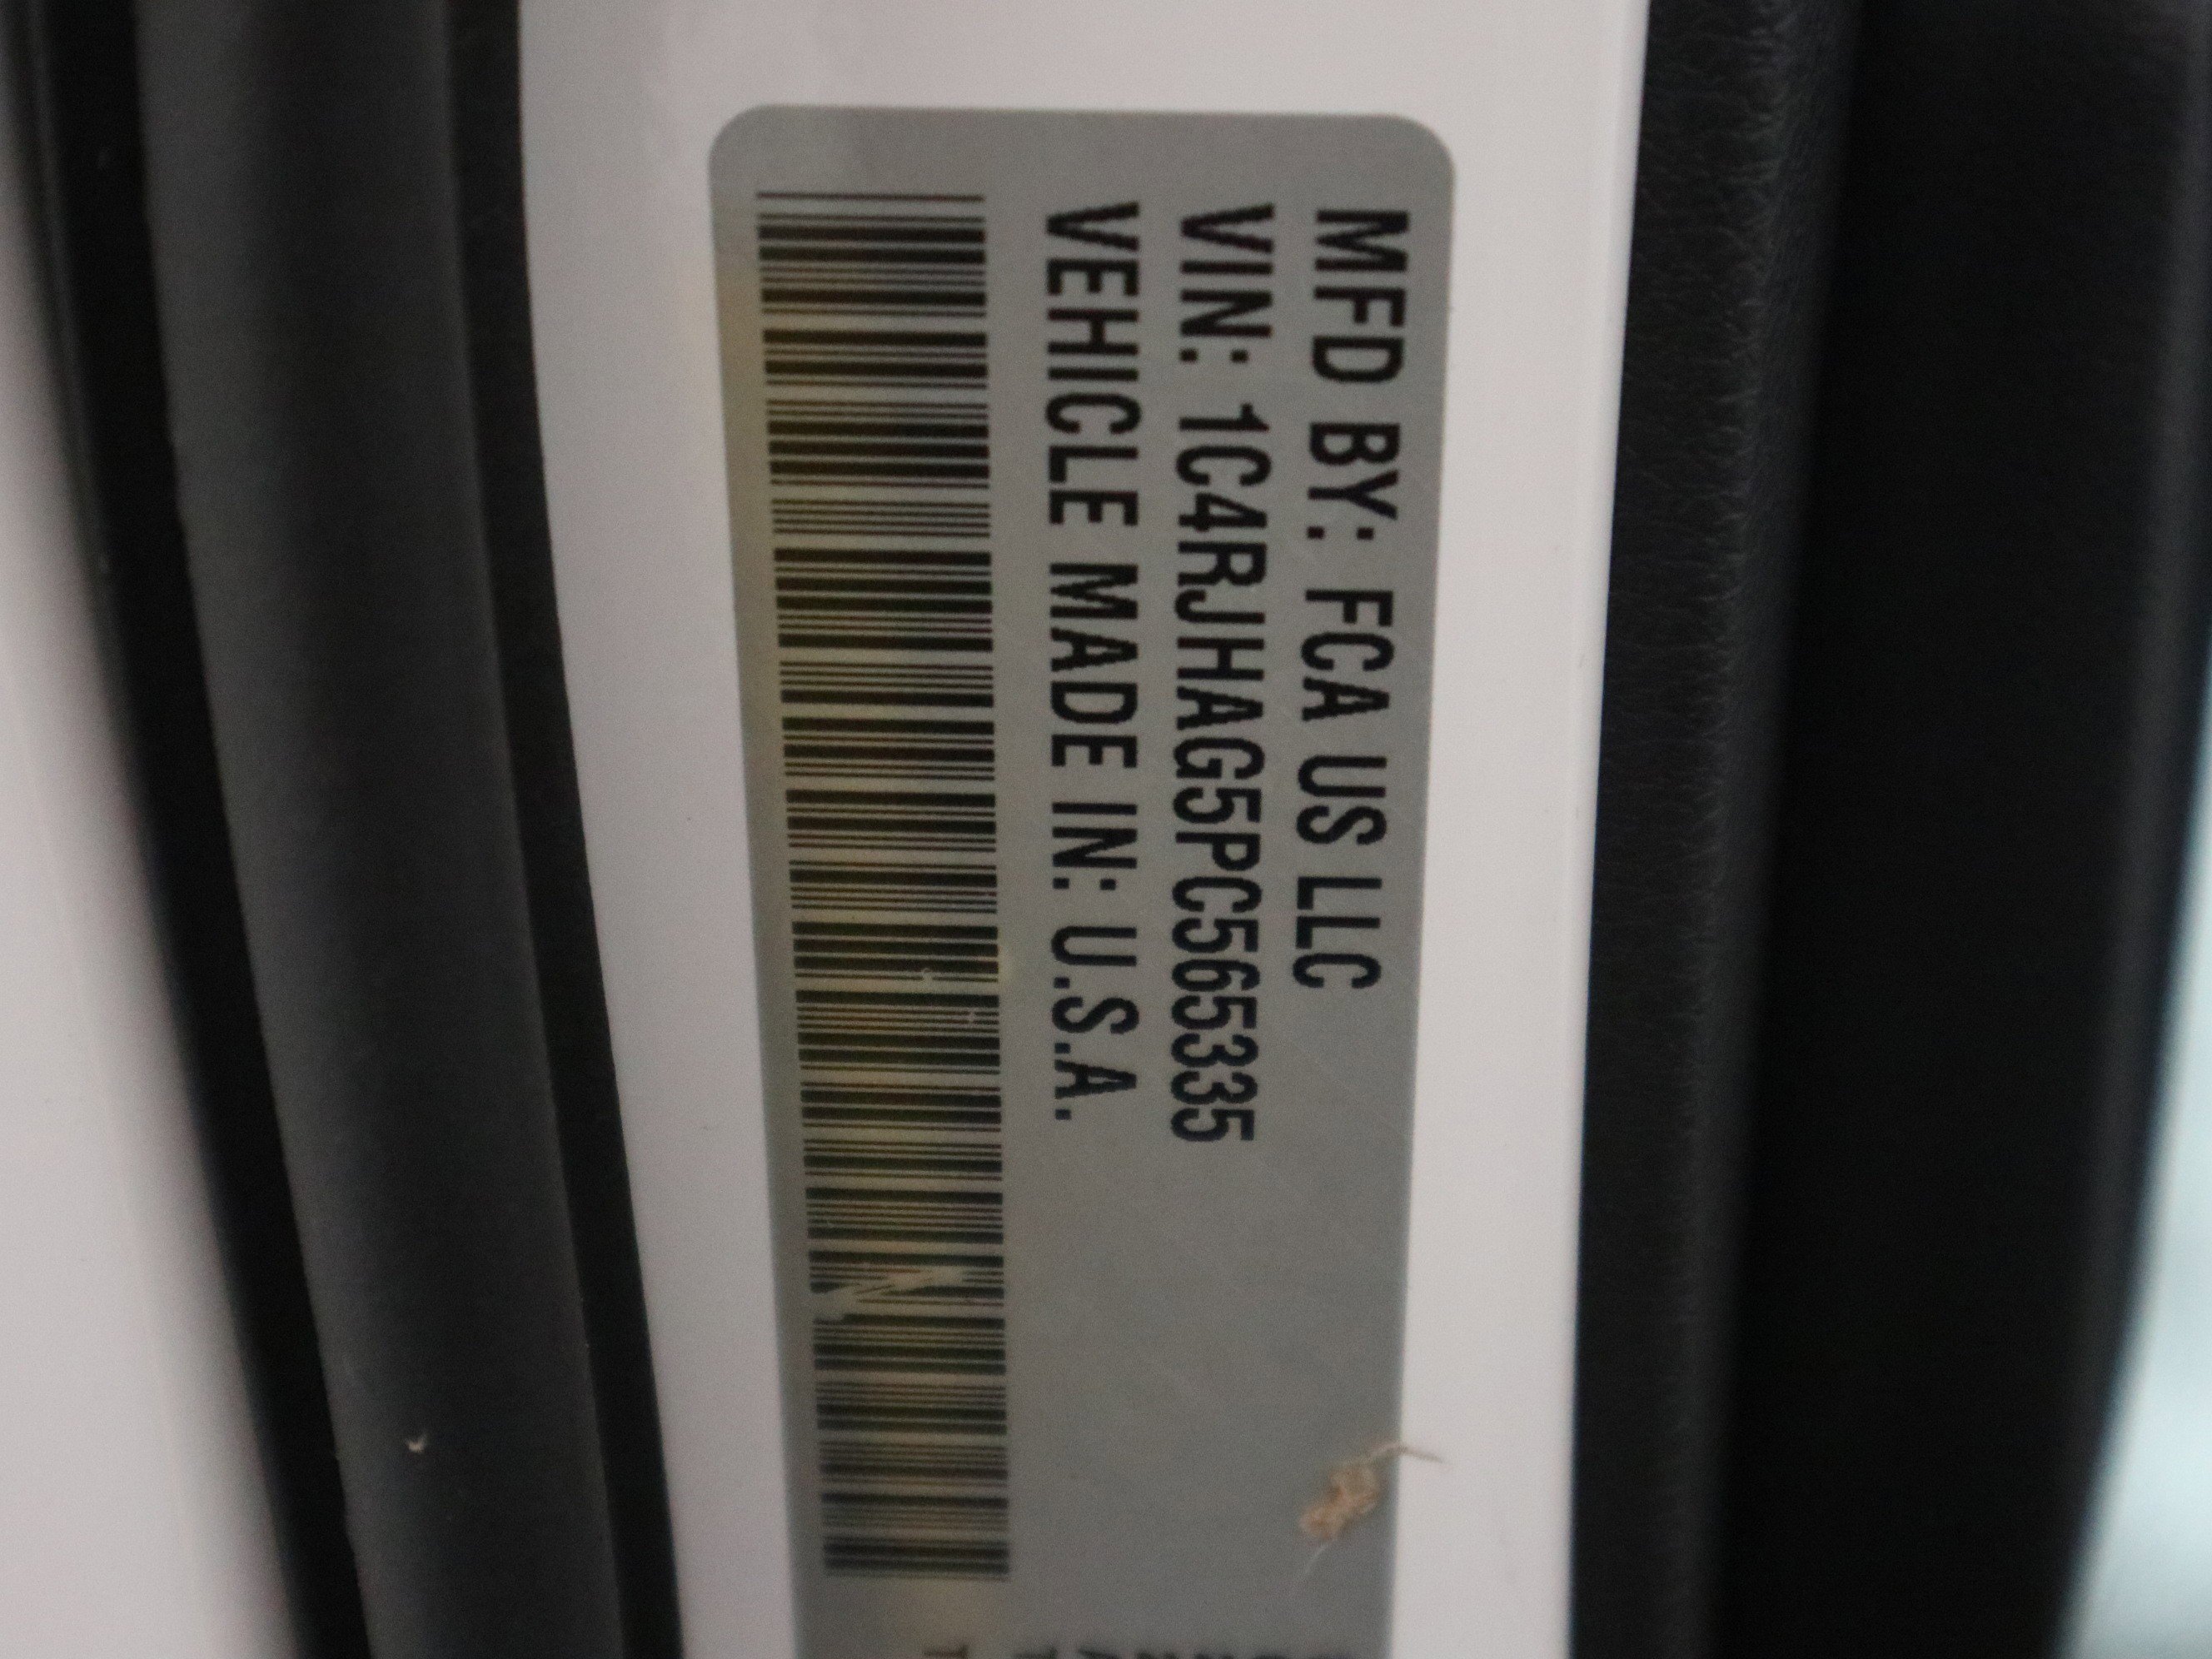 MFD BY: FCA US LLC
VIN: 1C4RJHAG5PC565335
VEHICLE MADE IN: U.S.A.